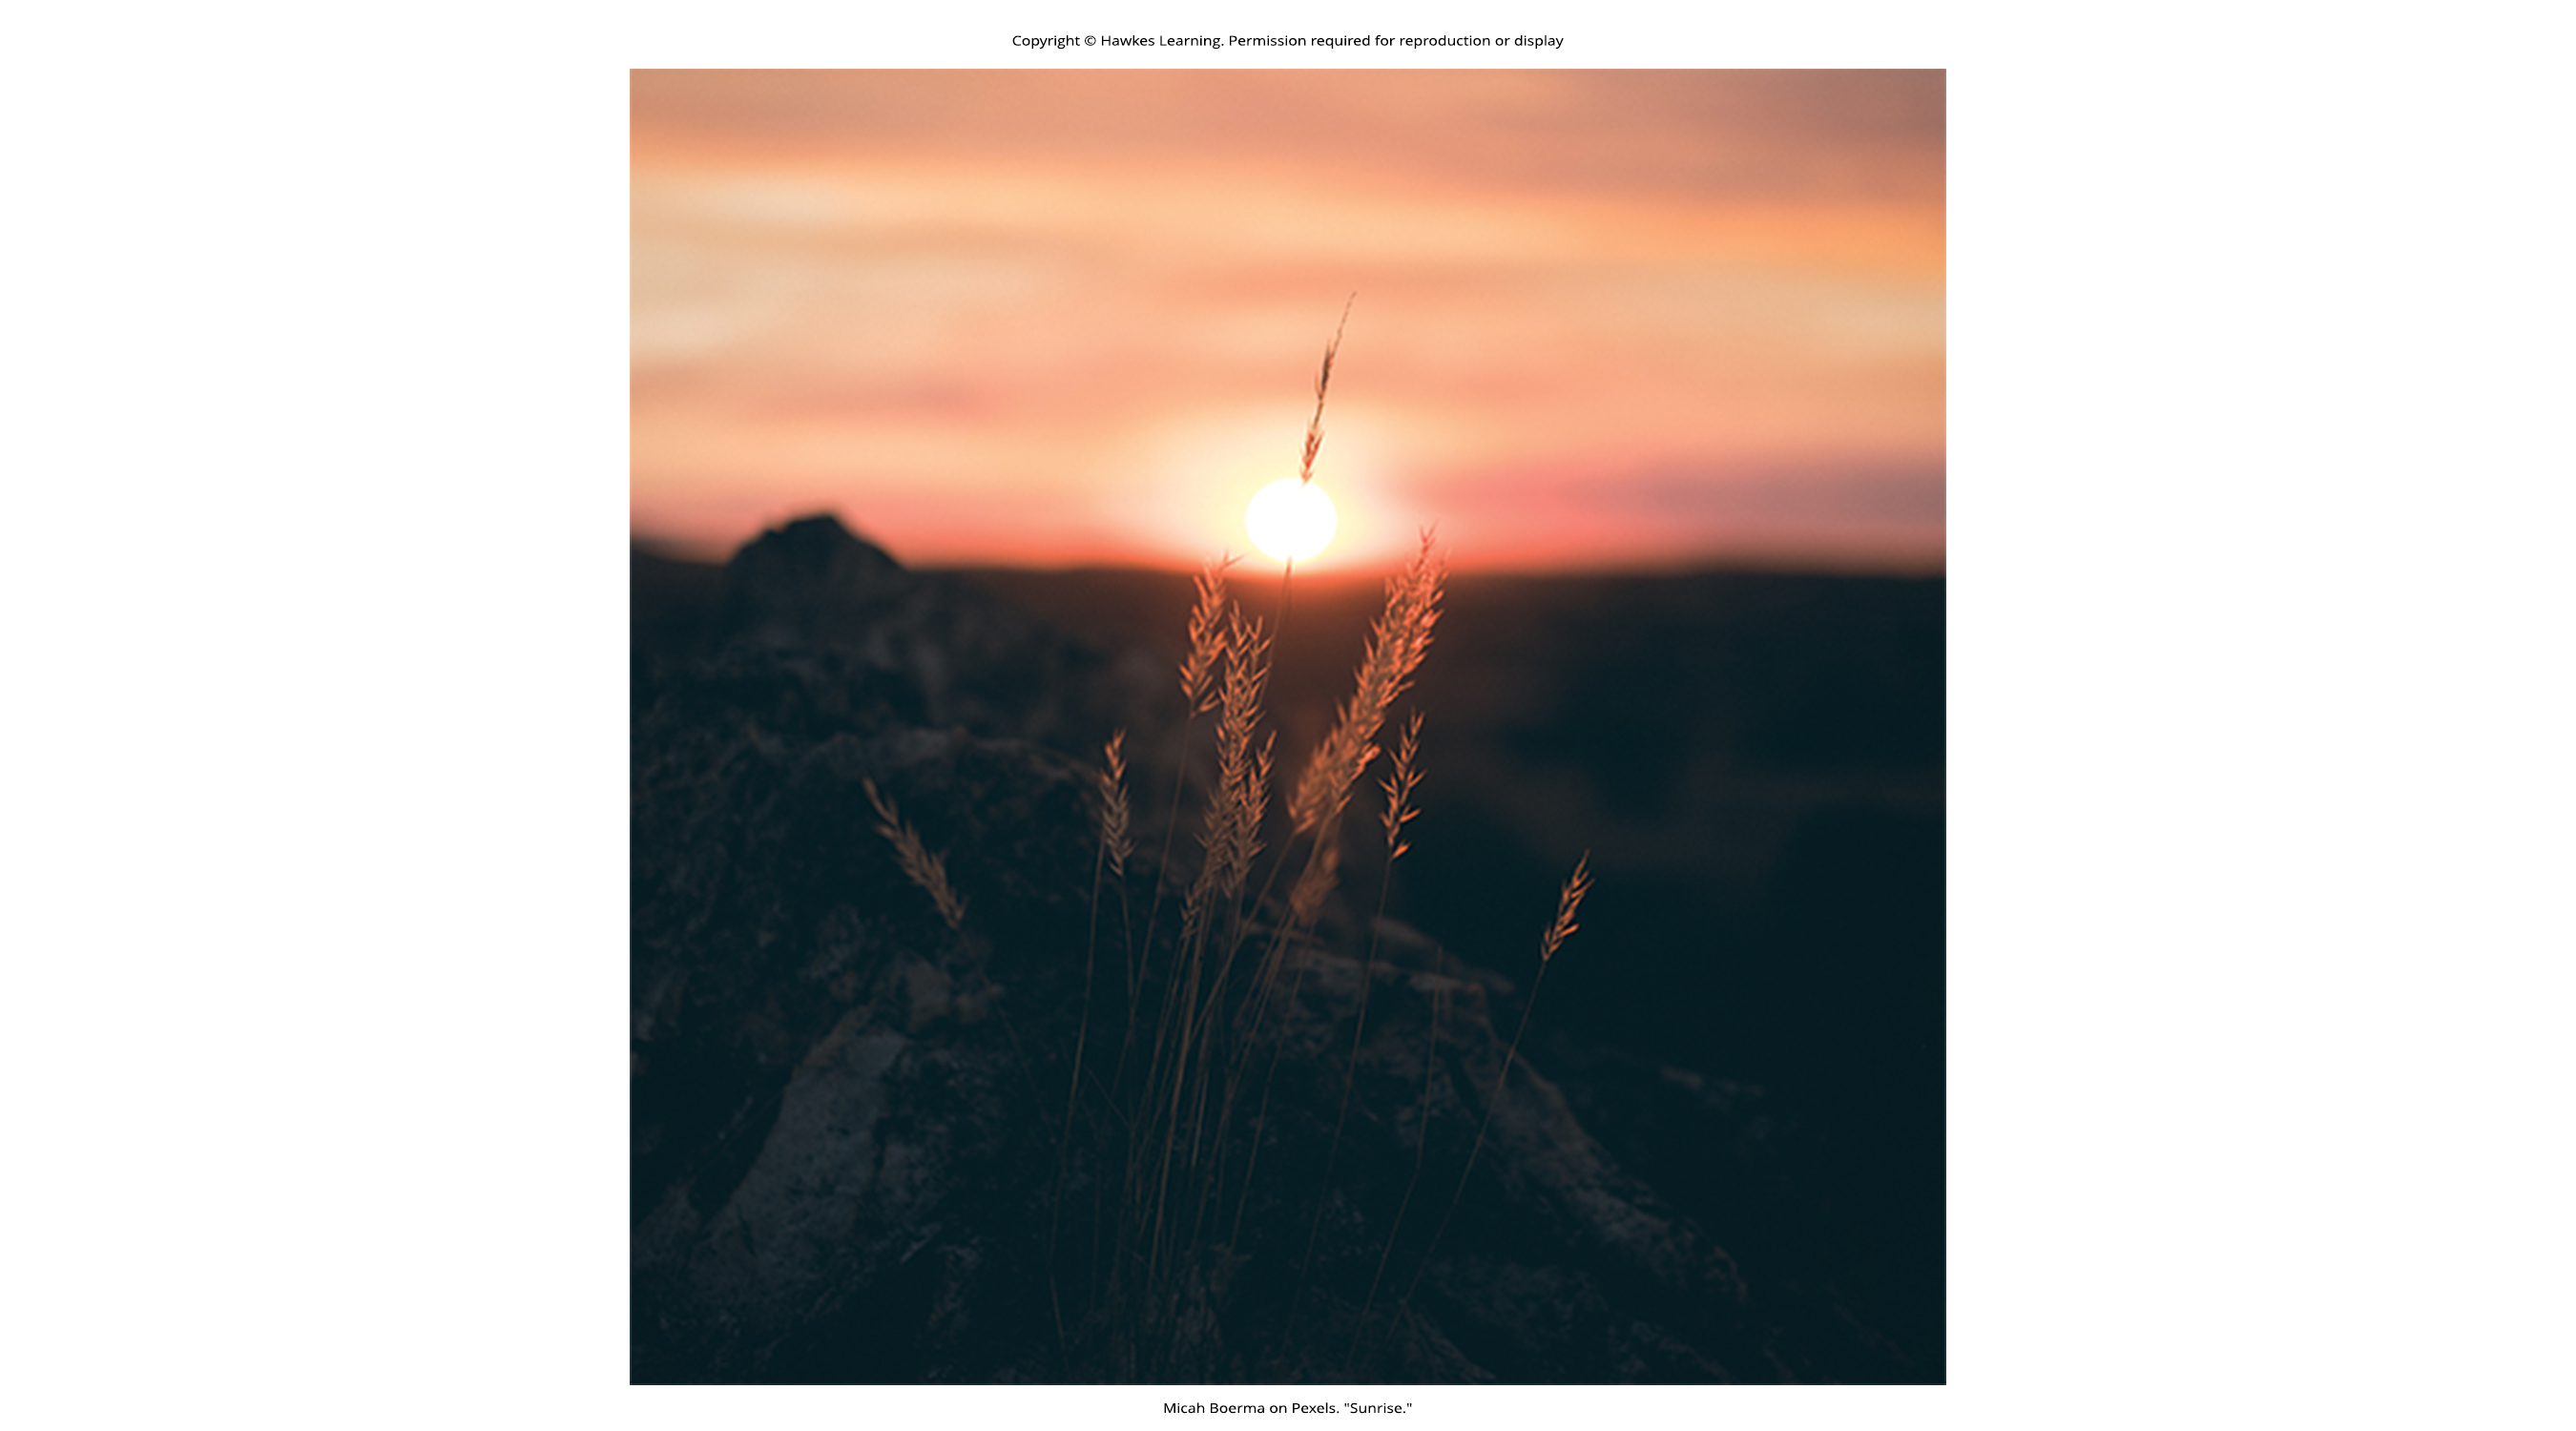 Copyright © Hawkes Learning. Permission required for reproduction or display
Micah Boerma on Pexels. "Sunrise."